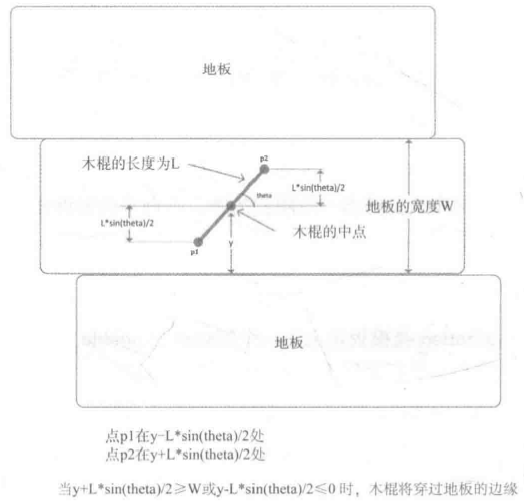 地板
木棍的长度为L
p2
theta
L*sin(theta)/2
L*sin(theta)/2
地板的宽度W
木棍的中点
p1
y
地板
点p1在y−L*sin(theta)/2处
点p2在y+L*sin(theta)/2处
当y+L*sin(theta)/2≥W或y-L*sin(theta)/2≤0 时，木棍将穿过地板的边缘